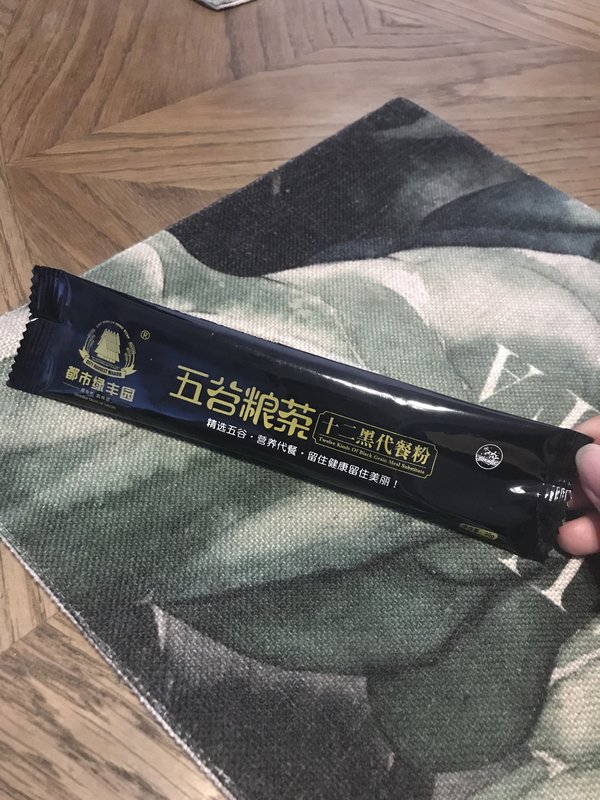 ®
都市绿丰园
五谷粮茶
十二黑代餐粉
Twelve Kinds Of Black Grain Meal Substitute
精选五谷·营养代餐·留住健康留住美丽！